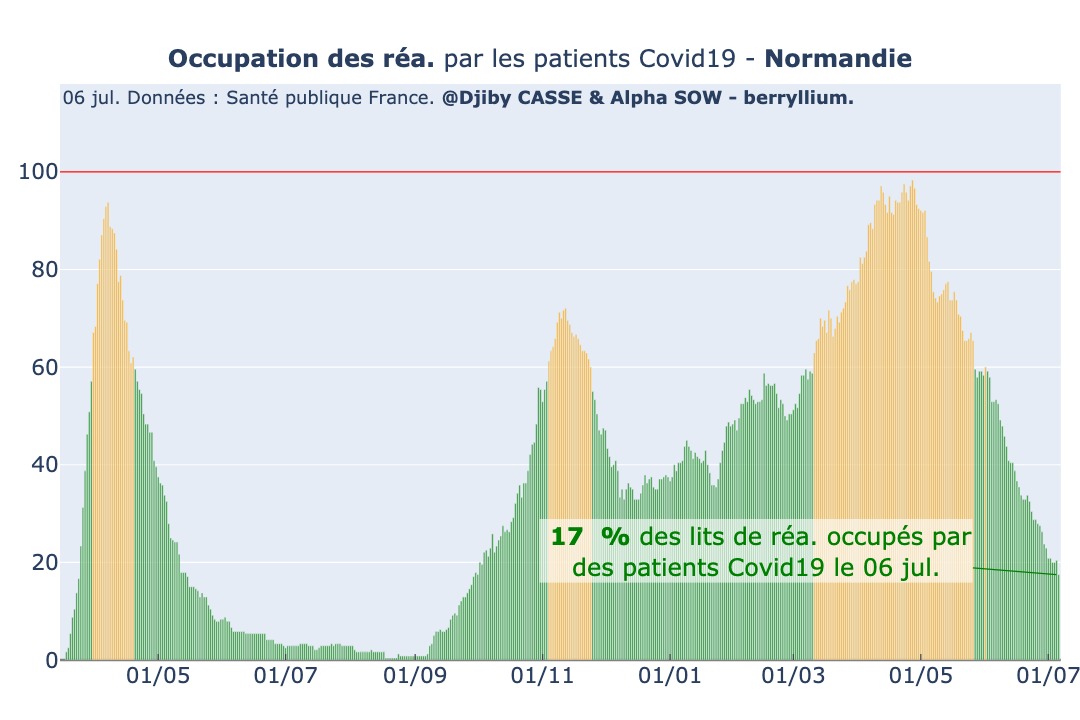 Occupation des réa. par les patients Covid19 - Normandie
06 jul. Données : Santé publique France. @Djiby CASSE & Alpha SOW - berryllium.
100
80
60
40
20
0
17 % des lits de réa. occupés par
des patients Covid19 le 06 jul.
01/05 01/07 01/09 01/11 01/01 01/03 01/05 01/07